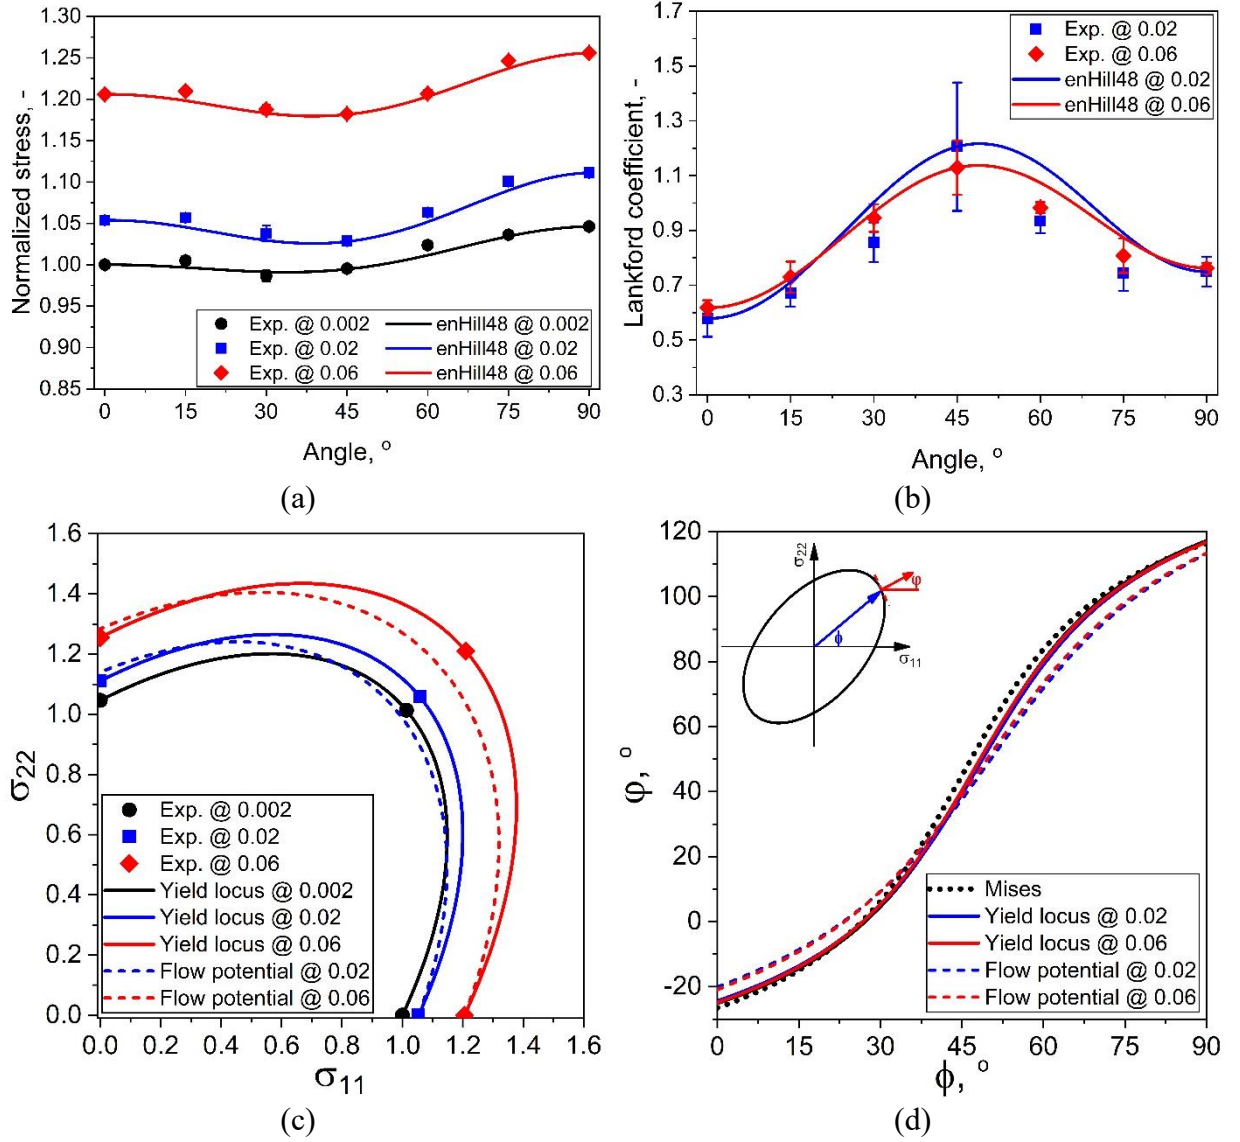 1.30
1.25
1.20
1.15
1.10
1.05
1.00
0.95
0.90
0.85
Normalized stress, -
Exp. @ 0.002
Exp. @ 0.02
Exp. @ 0.06
enHill48 @ 0.002
enHill48 @ 0.02
enHill48 @ 0.06
0 15 30 45 60 75 90
Angle, °
(a)
1.7
1.5
1.3
1.1
0.9
0.7
0.5
0.3
Lankford coefficient, -
Exp. @ 0.02
Exp. @ 0.06
enHill48 @ 0.02
enHill48 @ 0.06
0 15 30 45 60 75 90
Angle, °
(b)
1.6
1.4
1.2
1.0
0.8
0.6
0.4
0.2
0.0
σ22
Exp. @ 0.002
Exp. @ 0.02
Exp. @ 0.06
Yield locus @ 0.002
Yield locus @ 0.02
Yield locus @ 0.06
Flow potential @ 0.02
Flow potential @ 0.06
0.0 0.2 0.4 0.6 0.8 1.0 1.2 1.4 1.6
σ11
(c)
120
100
80
60
40
20
0
-20
φ, °
σ22
φ
ϕ
σ11
Mises
Yield locus @ 0.02
Yield locus @ 0.06
Flow potential @ 0.02
Flow potential @ 0.06
0 15 30 45 60 75 90
ϕ, °
(d)